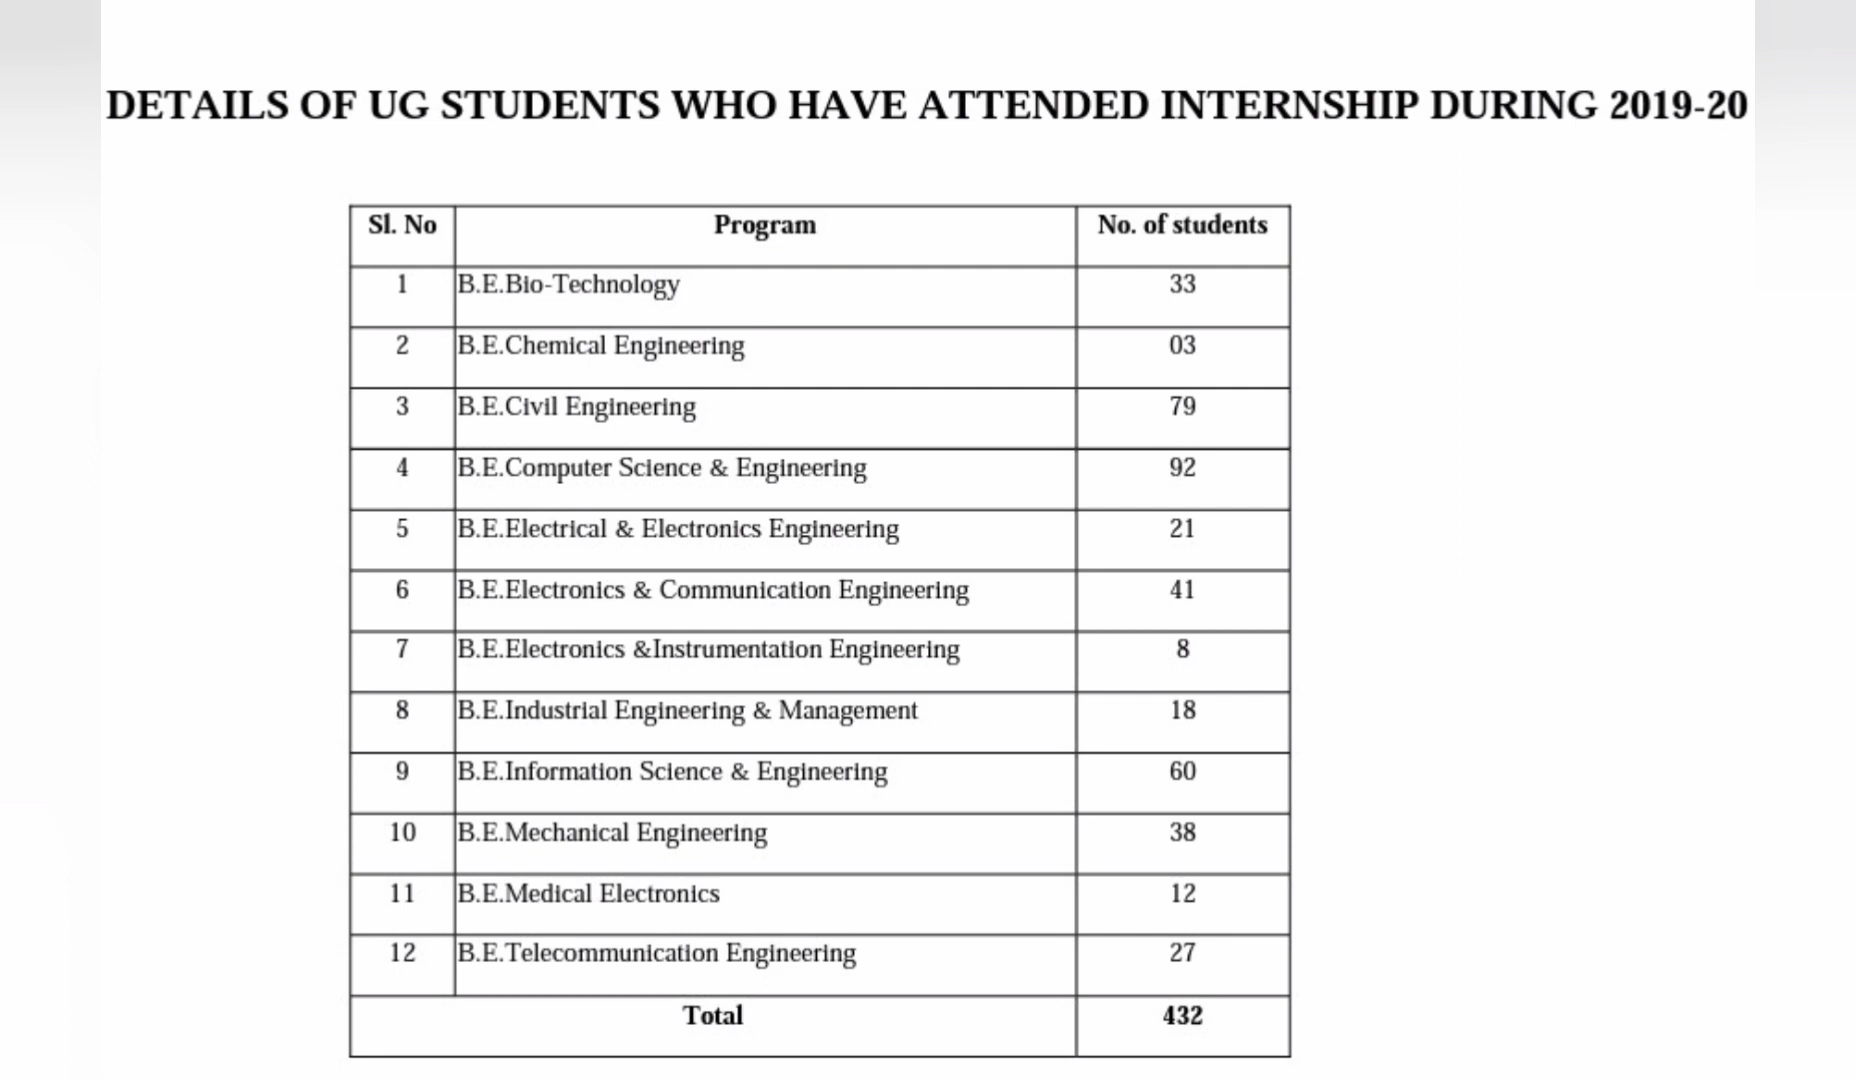 DETAILS OF UG STUDENTS WHO HAVE ATTENDED INTERNSHIP DURING 2019-20
Sl. No Program No. of students
1 B.E.Bio-Technology 33
2 B.E.Chemical Engineering 03
3 B.E.Civil Engineering 79
4 B.E.Computer Science & Engineering 92
5 B.E.Electrical & Electronics Engineering 21
6 B.E.Electronics & Communication Engineering 41
7 B.E.Electronics &Instrumentation Engineering 8
8 B.E.Industrial Engineering & Management 18
9 B.E.Information Science & Engineering 60
10 B.E.Mechanical Engineering 38
11 B.E.Medical Electronics 12
12 B.E.Telecommunication Engineering 27
Total 432